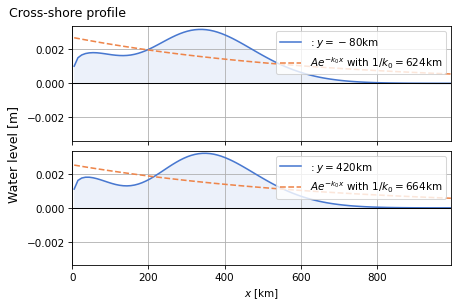 Cross-shore profile
Water level [m]
0.002
0.000
−0.002
: y = −80km
Ae^{−k₀x} with 1/k₀ = 624km
0.002
0.000
−0.002
: y = 420km
Ae^{−k₀x} with 1/k₀ = 664km
0 200 400 600 800
x [km]